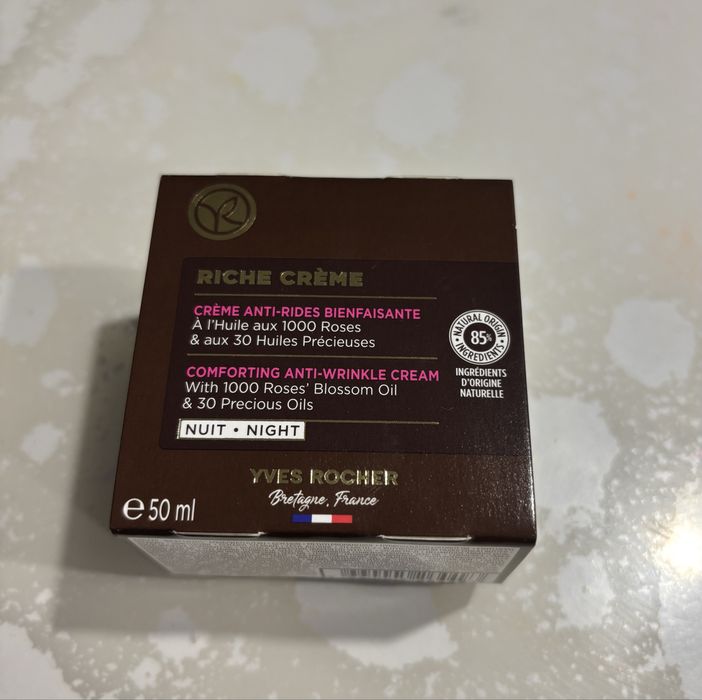 RICHE CRÈME
CRÈME ANTI-RIDES BIENFAISANTE
À l'Huile aux 1000 Roses
& aux 30 Huiles Précieuses
COMFORTING ANTI-WRINKLE CREAM
With 1000 Roses' Blossom Oil
& 30 Precious Oils
NUIT • NIGHT
NATURAL ORIGIN
85%
INGREDIENTS
INGRÉDIENTS
D'ORIGINE
NATURELLE
YVES ROCHER
Bretagne, France
e 50 ml